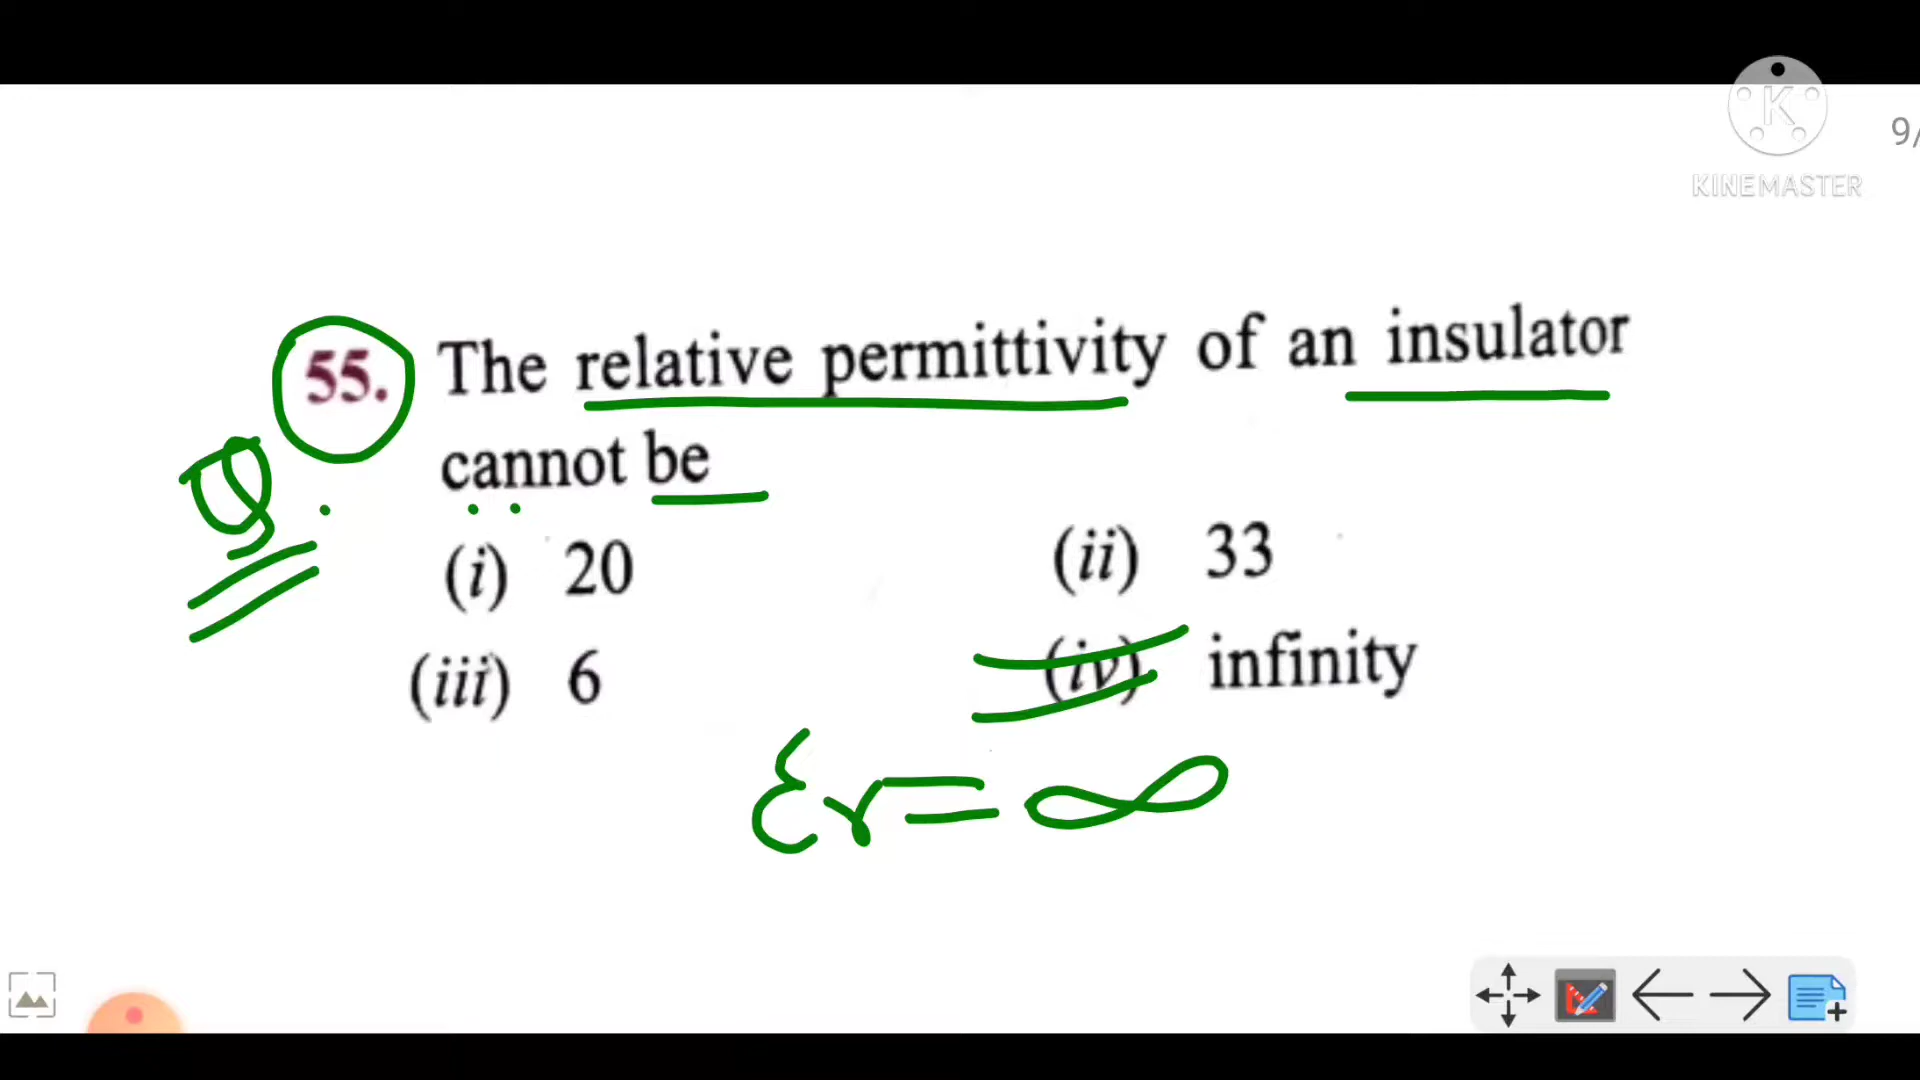 K
KINEMASTER
9/
55. The relative permittivity of an insulator
cannot be
Q
(i) 20 (ii) 33
(iii) 6 (iv) infinity
εr = ∞